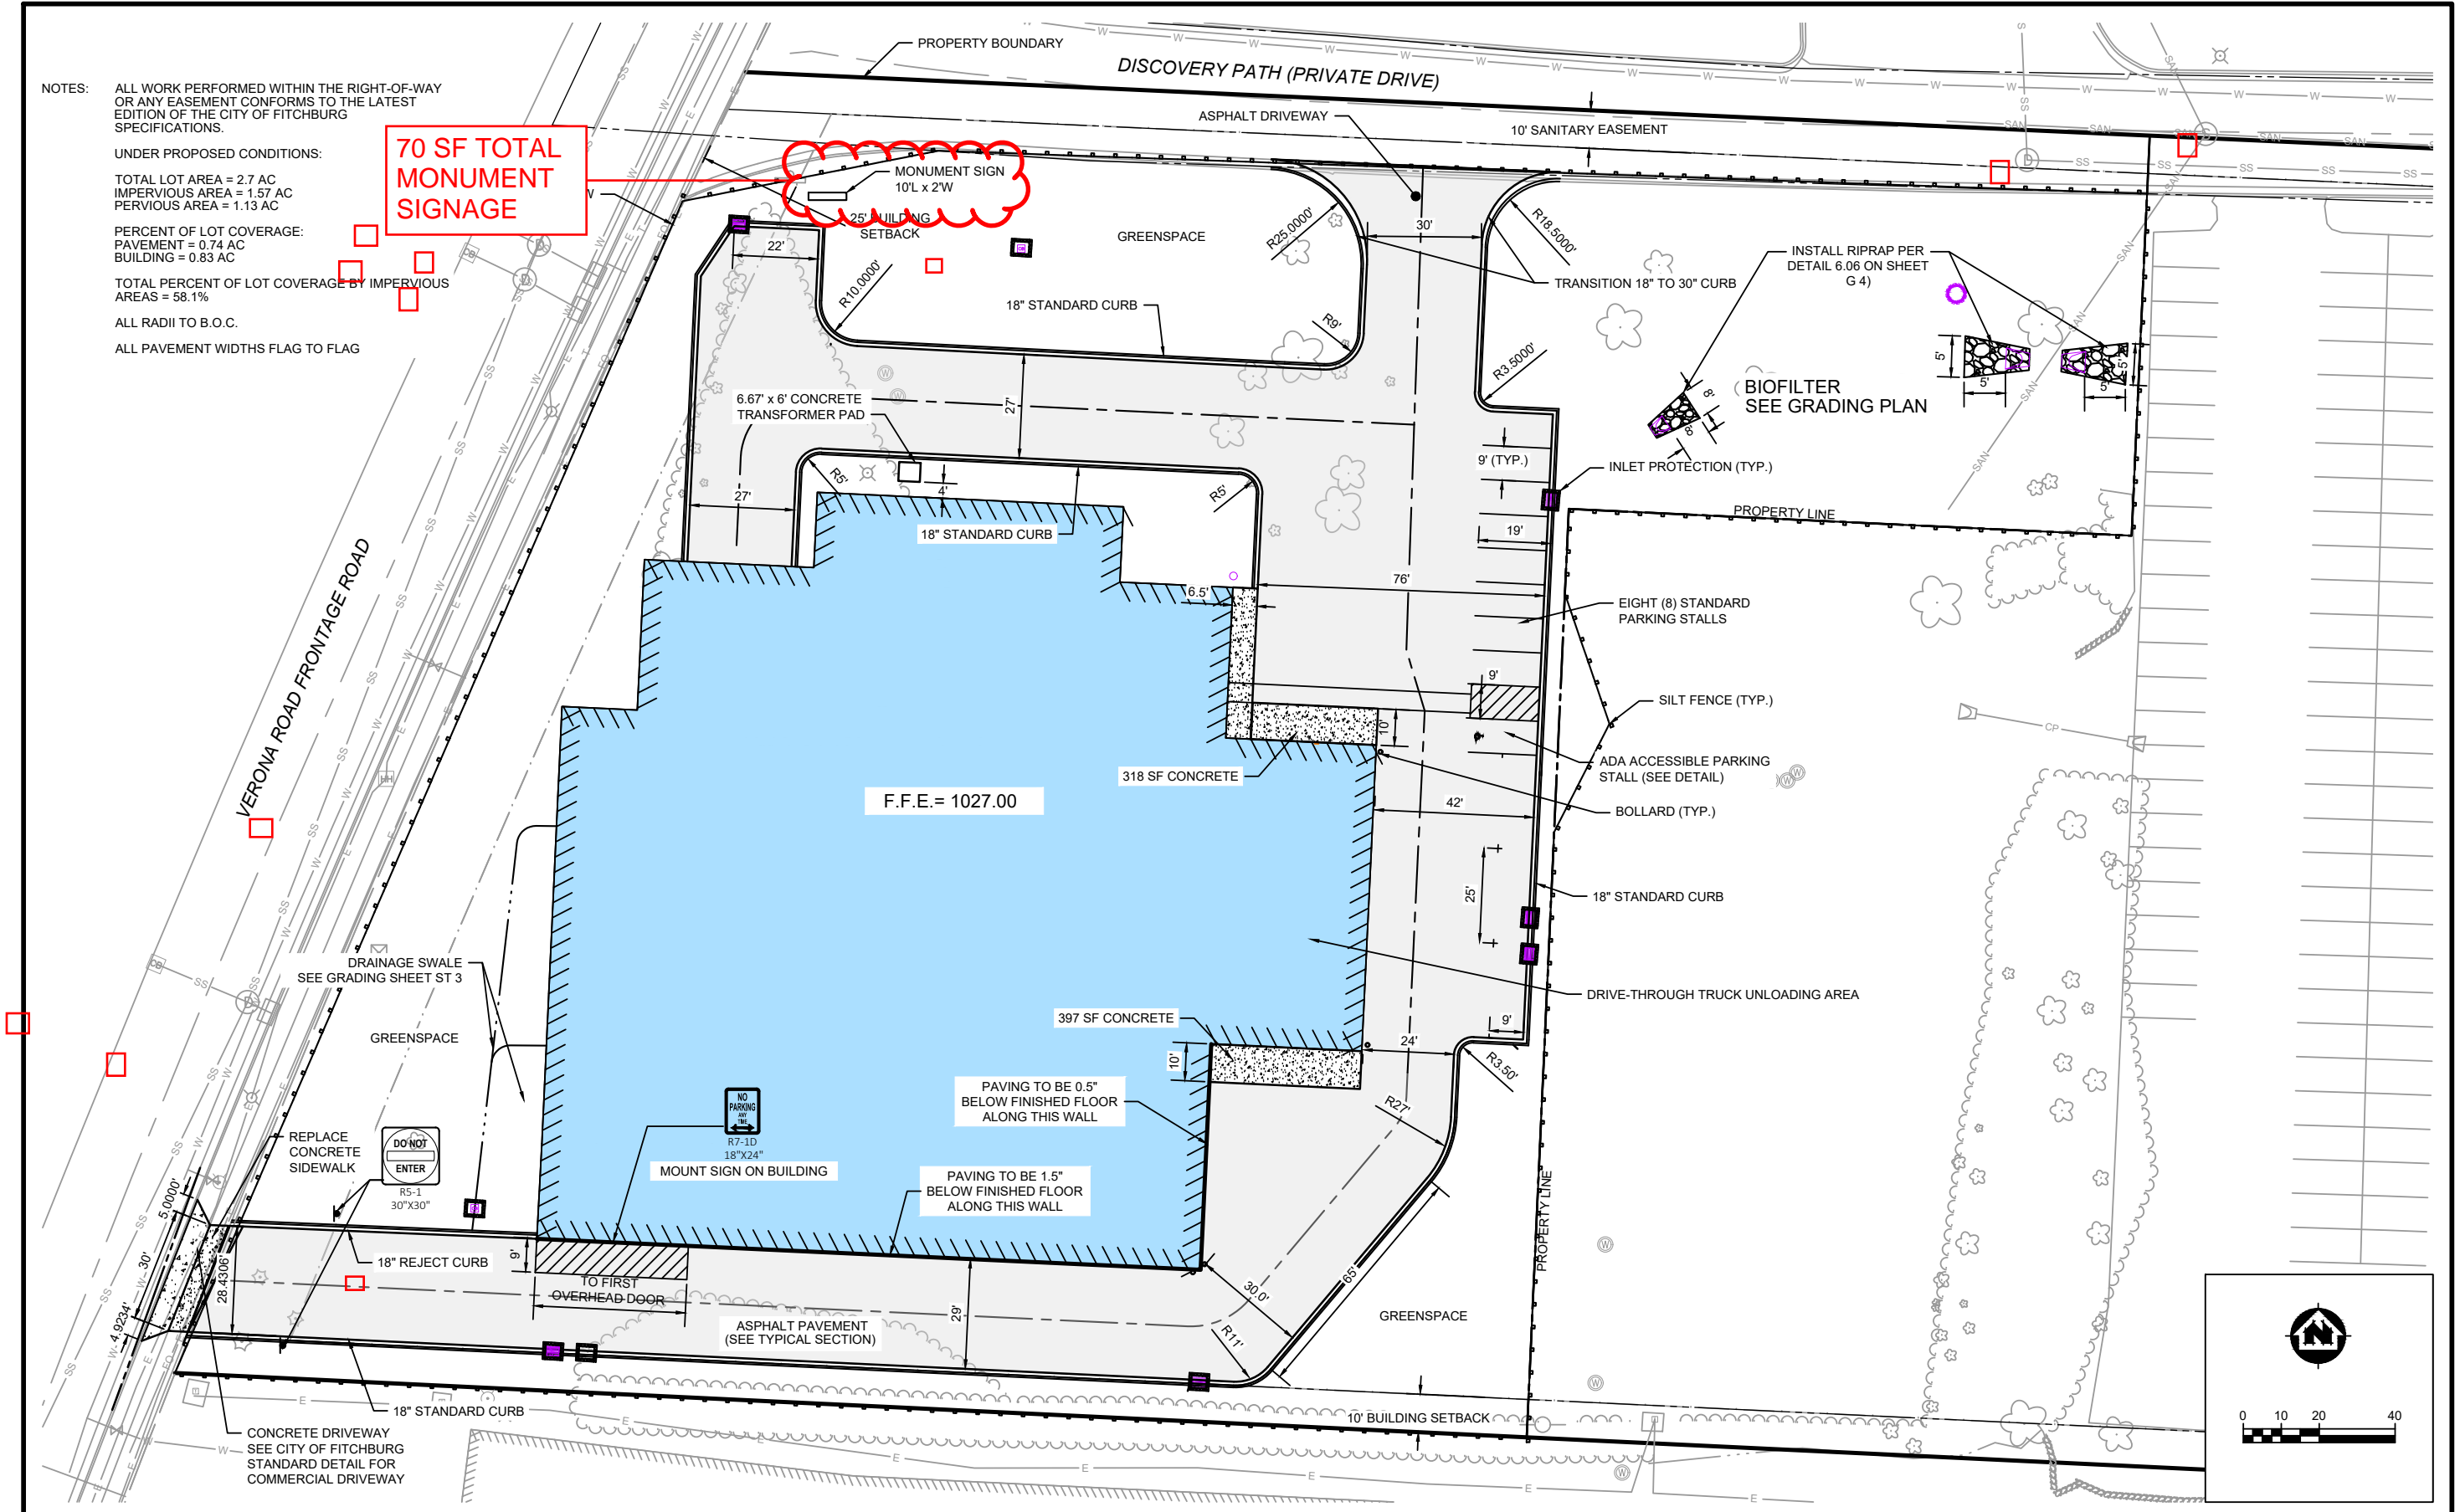 PROPERTY BOUNDARY
DISCOVERY PATH (PRIVATE DRIVE)
NOTES:
ALL WORK PERFORMED WITHIN THE RIGHT-OF-WAY
OR ANY EASEMENT CONFORMS TO THE LATEST
EDITION OF THE CITY OF FITCHBURG
SPECIFICATIONS.
UNDER PROPOSED CONDITIONS:
TOTAL LOT AREA = 2.7 AC
IMPERVIOUS AREA = 1.57 AC
PERVIOUS AREA = 1.13 AC
PERCENT OF LOT COVERAGE:
PAVEMENT = 0.74 AC
BUILDING = 0.83 AC
TOTAL PERCENT OF LOT COVERAGE BY IMPERVIOUS
AREAS = 58.1%
ALL RADII TO B.O.C.
ALL PAVEMENT WIDTHS FLAG TO FLAG
70 SF TOTAL
MONUMENT
SIGNAGE
MONUMENT SIGN
10'L x 2'W
25' BUILDING
SETBACK
ASPHALT DRIVEWAY
10' SANITARY EASEMENT
GREENSPACE
22'
R10.0000'
R25.0000'
30'
R18.5000'
18" STANDARD CURB
R9'
TRANSITION 18" TO 30" CURB
R3.5000'
INSTALL RIPRAP PER
DETAIL 6.06 ON SHEET
G 4)
5'
5'
5'
5'
8'
8'
BIOFILTER
SEE GRADING PLAN
6.67' x 6' CONCRETE
TRANSFORMER PAD
27'
27'
R5'
4'
R5'
18" STANDARD CURB
9' (TYP.)
INLET PROTECTION (TYP.)
PROPERTY LINE
19'
76'
6.5'
EIGHT (8) STANDARD
PARKING STALLS
9'
SILT FENCE (TYP.)
10'
ADA ACCESSIBLE PARKING
STALL (SEE DETAIL)
318 SF CONCRETE
F.F.E.= 1027.00
42'
BOLLARD (TYP.)
25'
18" STANDARD CURB
VERONA ROAD FRONTAGE ROAD
DRAINAGE SWALE
SEE GRADING SHEET ST 3
DRIVE-THROUGH TRUCK UNLOADING AREA
397 SF CONCRETE
9'
24'
10'
R3.50'
GREENSPACE
PAVING TO BE 0.5"
BELOW FINISHED FLOOR
ALONG THIS WALL
R27'
NO
PARKING
ANY
TIME
R7-1D
18"X24"
MOUNT SIGN ON BUILDING
REPLACE
CONCRETE
SIDEWALK
DO NOT
ENTER
R5-1
30"X30"
PAVING TO BE 1.5"
BELOW FINISHED FLOOR
ALONG THIS WALL
PROPERTY LINE
5.0000'
30'
4.9234'
28.4306'
18" REJECT CURB
9'
TO FIRST
OVERHEAD DOOR
29'
30.0'
65'
R11'
GREENSPACE
ASPHALT PAVEMENT
(SEE TYPICAL SECTION)
18" STANDARD CURB
10' BUILDING SETBACK
CONCRETE DRIVEWAY
SEE CITY OF FITCHBURG
STANDARD DETAIL FOR
COMMERCIAL DRIVEWAY
N
0 10 20 40